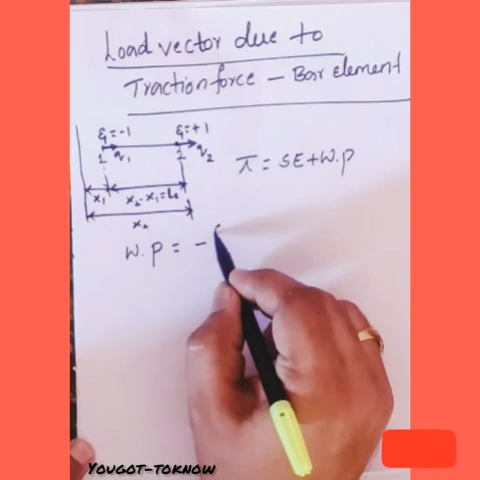 Load vector due to
Traction force - Bar element
ξ=-1 ξ=+1
1 q₁ 2 q₂
π = SE+W.P
x₁ x₂-x₁=lₑ
x₂
W.P = -
Yougot-toknow